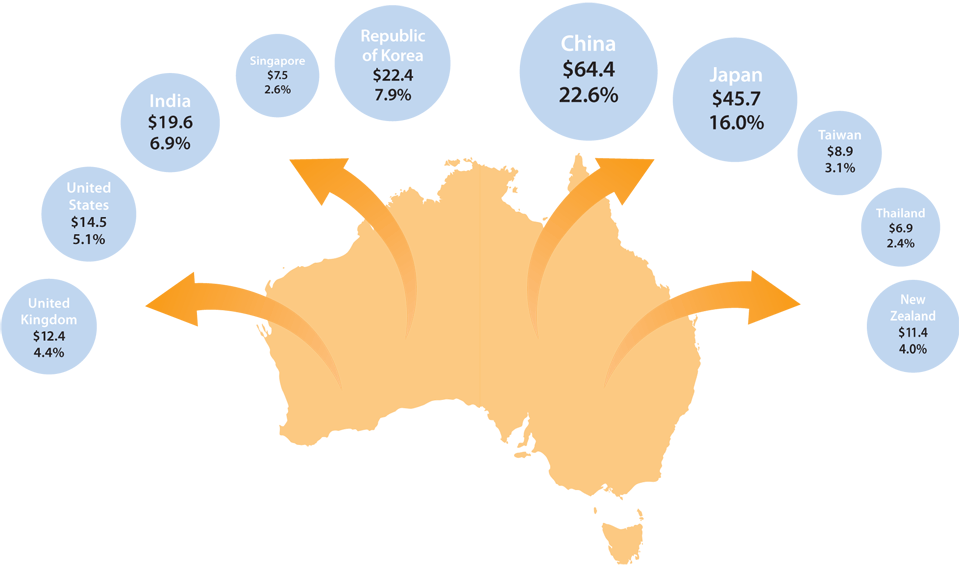 United
Kingdom
$12.4
4.4%
United
States
$14.5
5.1%
India
$19.6
6.9%
Singapore
$7.5
2.6%
Republic
of Korea
$22.4
7.9%
China
$64.4
22.6%
Japan
$45.7
16.0%
Taiwan
$8.9
3.1%
Thailand
$6.9
2.4%
New
Zealand
$11.4
4.0%